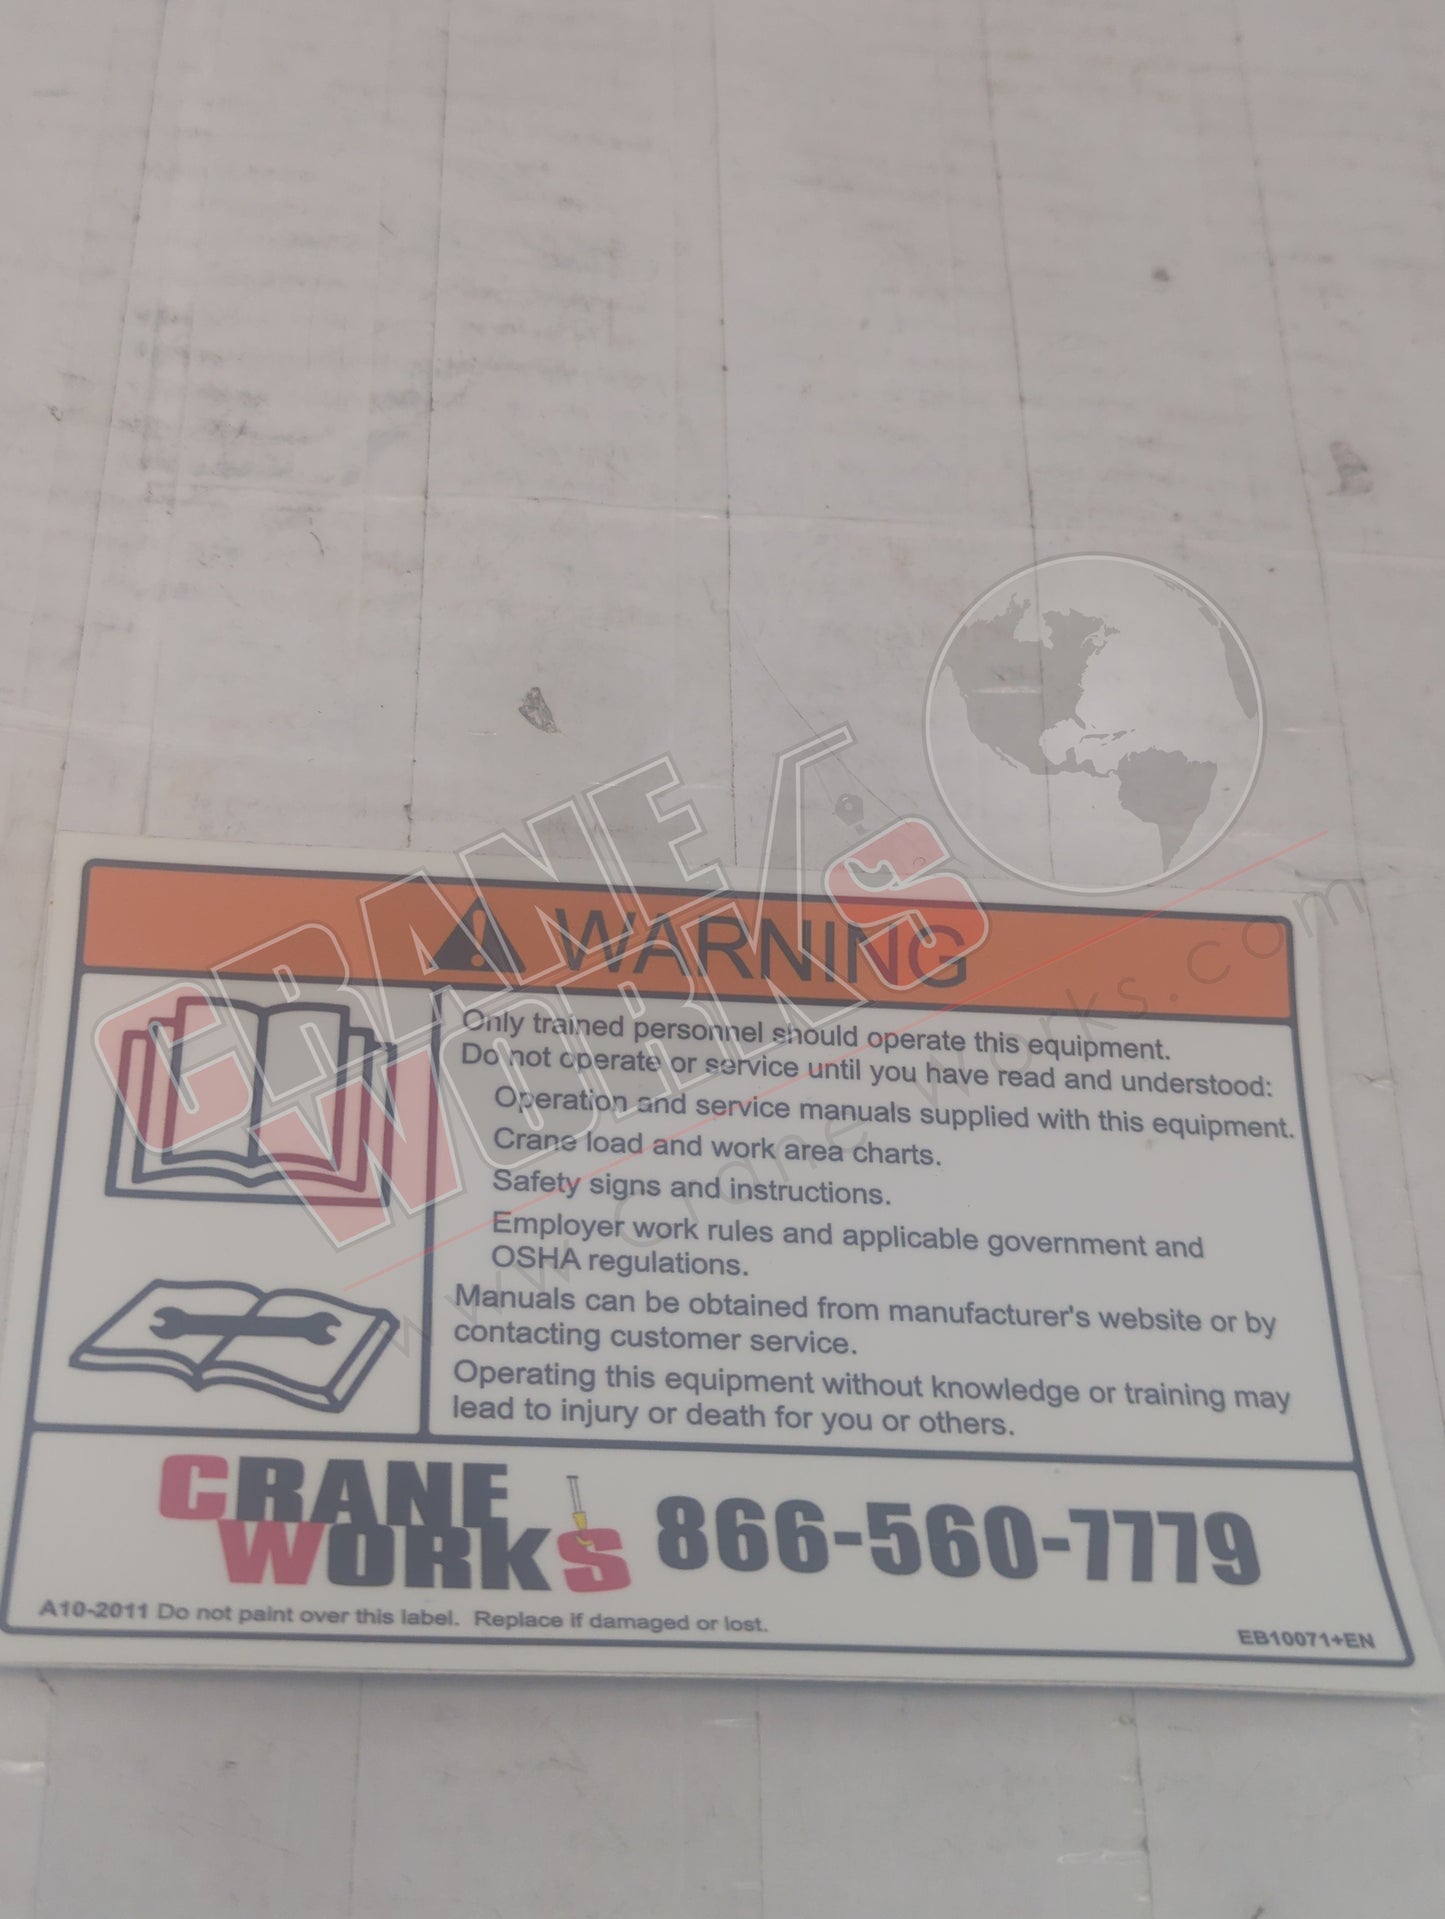 WARNING
Only trained personnel should operate this equipment.
Do not operate or service until you have read and understood:
Operation and service manuals supplied with this equipment.
Crane load and work area charts.
Safety signs and instructions.
Employer work rules and applicable government and
OSHA regulations.
Manuals can be obtained from manufacturer's website or by
contacting customer service.
Operating this equipment without knowledge or training may
lead to injury or death for you or others.
CRANE
WORKS
866-560-7779
A10-2011 Do not paint over this label. Replace if damaged or lost.
EB10071+EN
CRANE
WORKS
www.craneworks.com